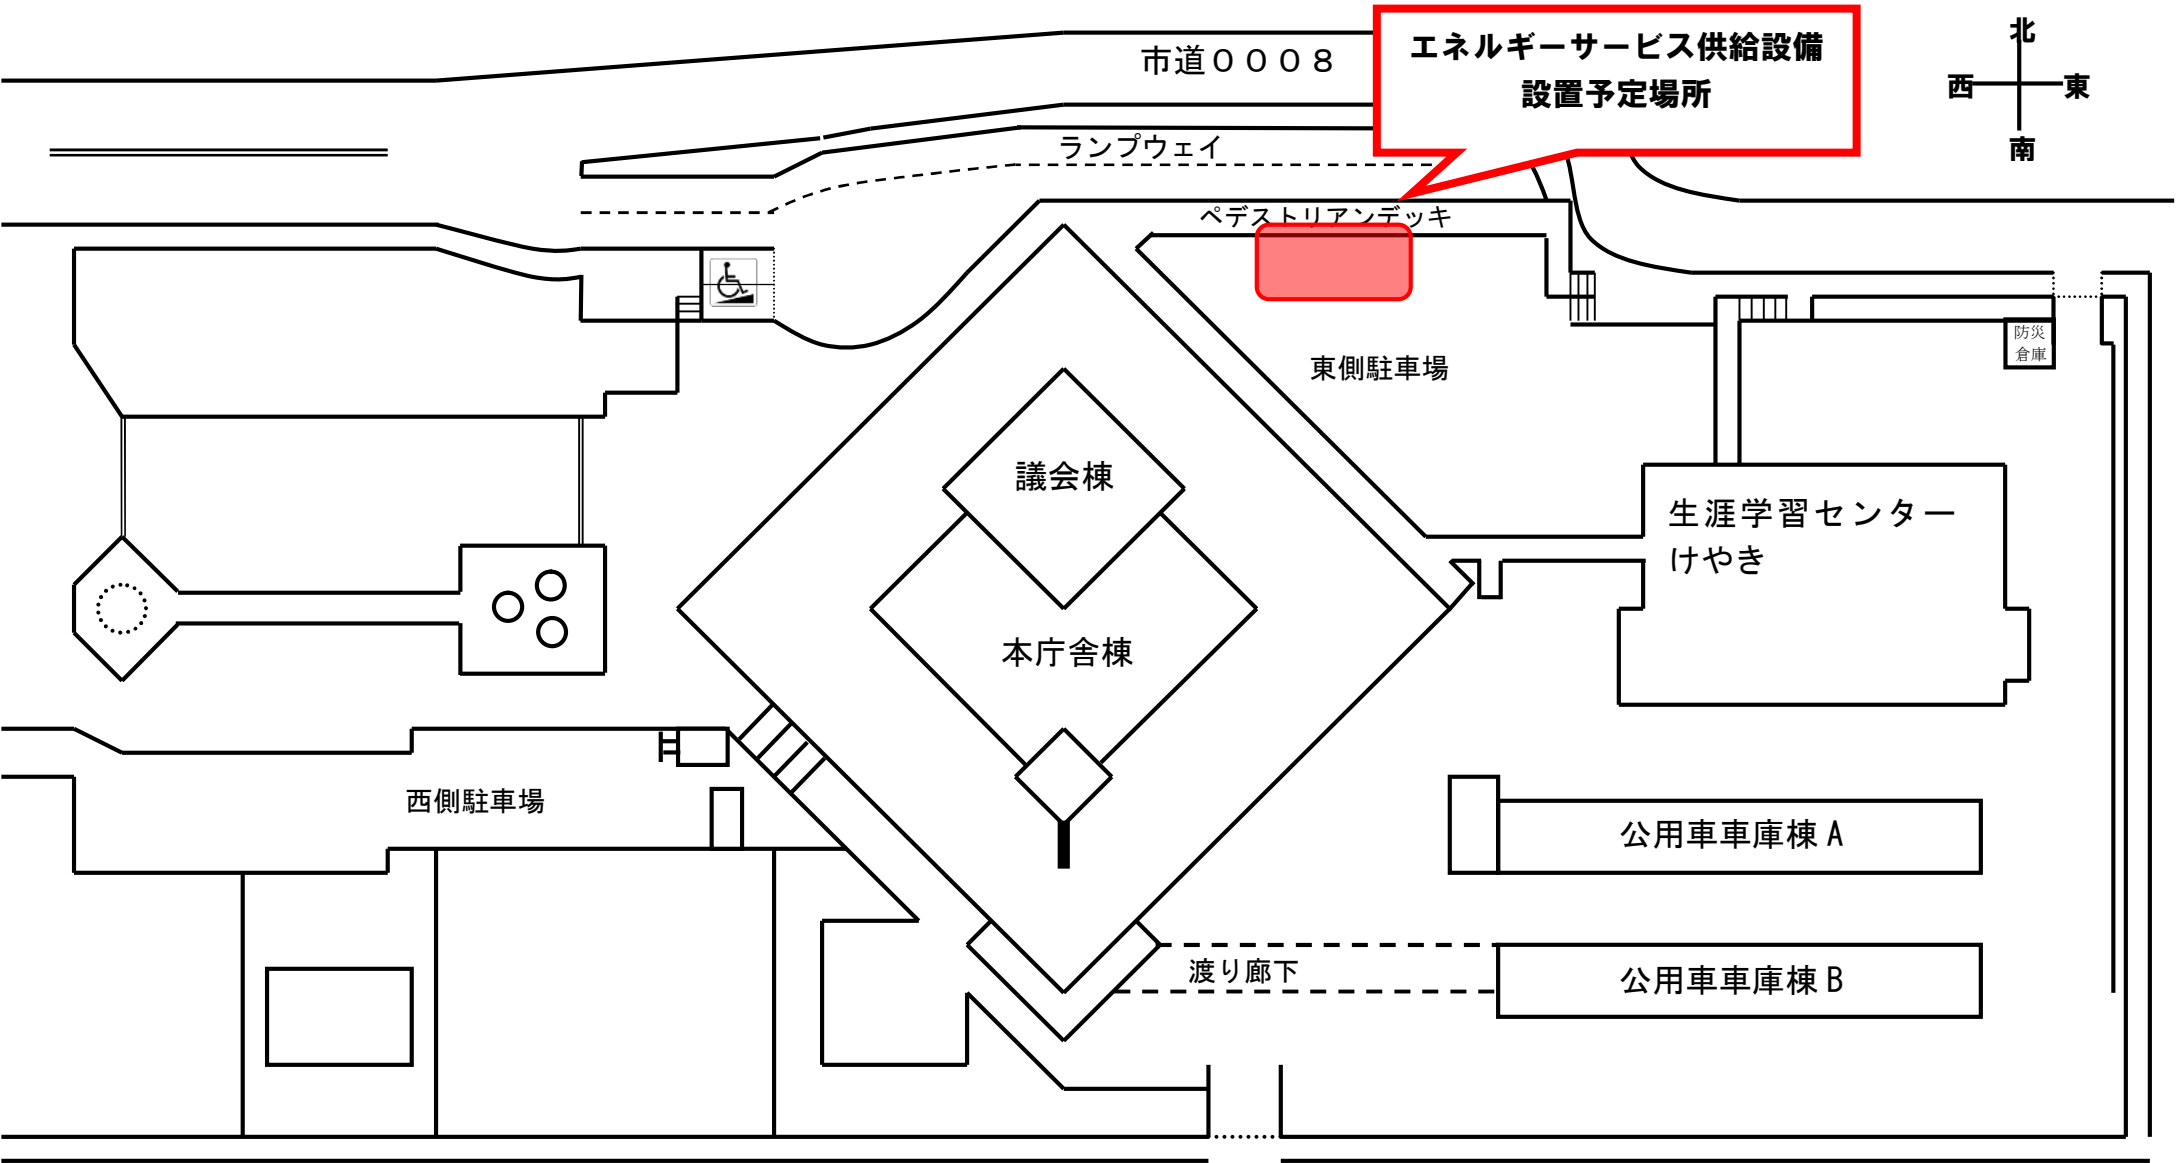 市道０００８
エネルギーサービス供給設備
設置予定場所
北
西
東
南
ランプウェイ
ペデストリアンデッキ
東側駐車場
防災
倉庫
議会棟
生涯学習センター
けやき
本庁舎棟
西側駐車場
公用車車庫棟 A
渡り廊下
公用車車庫棟 B